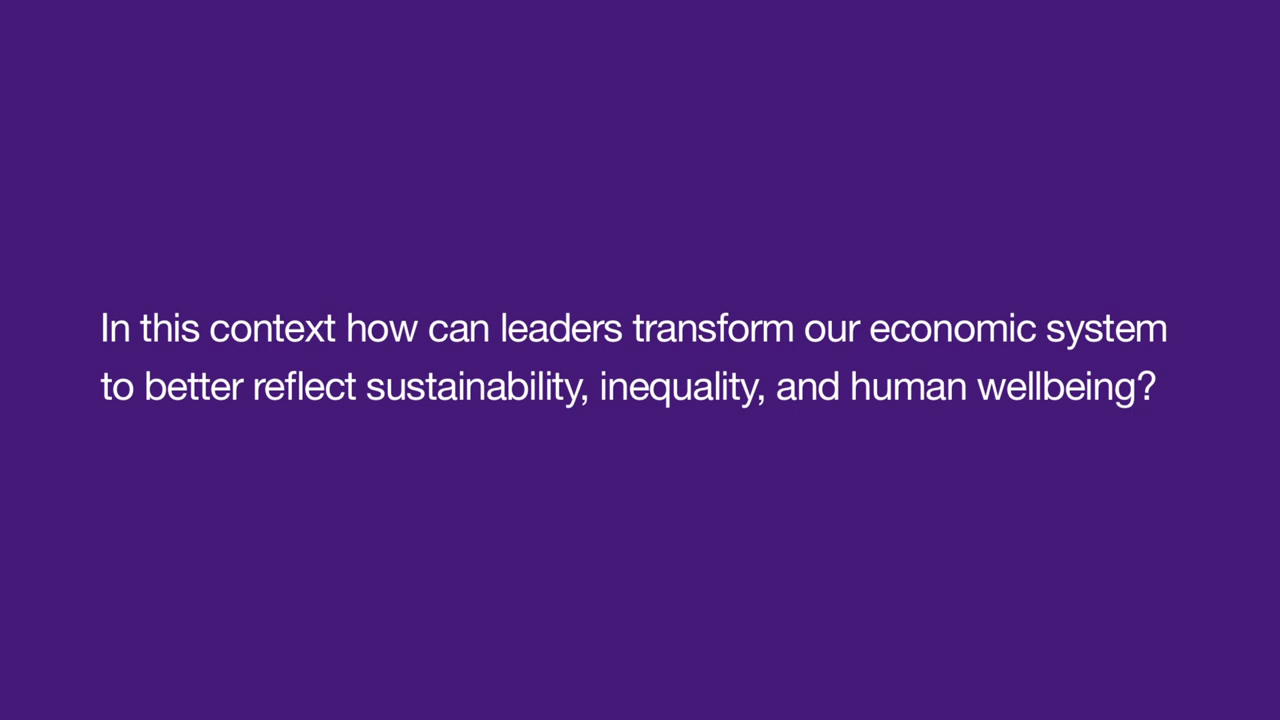 In this context how can leaders transform our economic system
to better reflect sustainability, inequality, and human wellbeing?